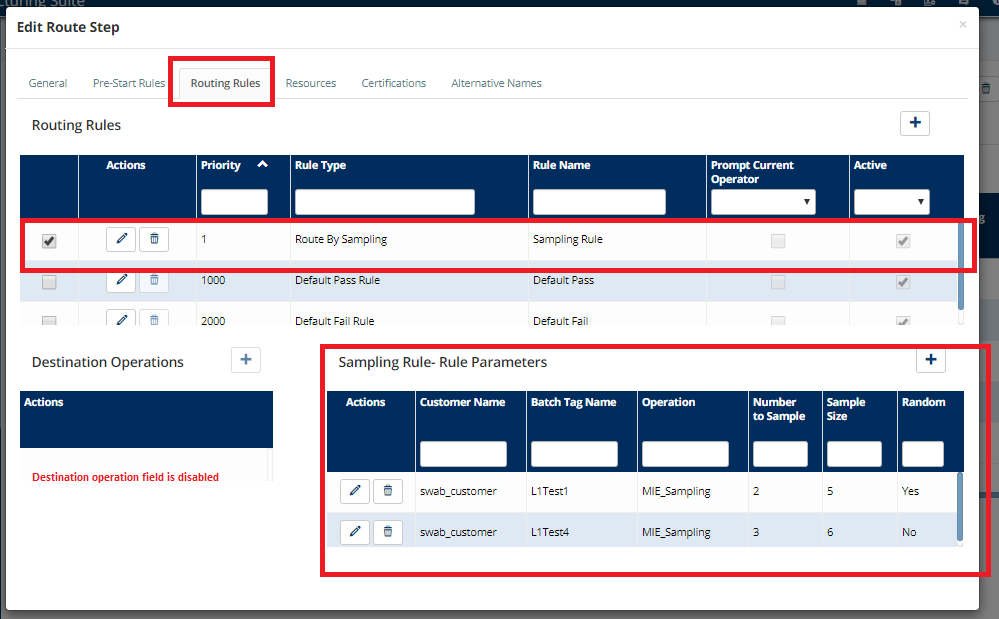 cturing Suite
Edit Route Step
×
General Pre-Start Rules Routing Rules Resources Certifications Alternative Names
Routing Rules
+
Actions Priority Rule Type Rule Name Prompt Current Operator Active
1 Route By Sampling Sampling Rule
1000 Default Pass Rule Default Pass
2000 Default Fail Rule Default Fail
Destination Operations
+
Actions
Destination operation field is disabled
Sampling Rule- Rule Parameters
+
Actions Customer Name Batch Tag Name Operation Number to Sample Sample Size Random
swab_customer L1Test1 MIE_Sampling 2 5 Yes
swab_customer L1Test4 MIE_Sampling 3 6 No